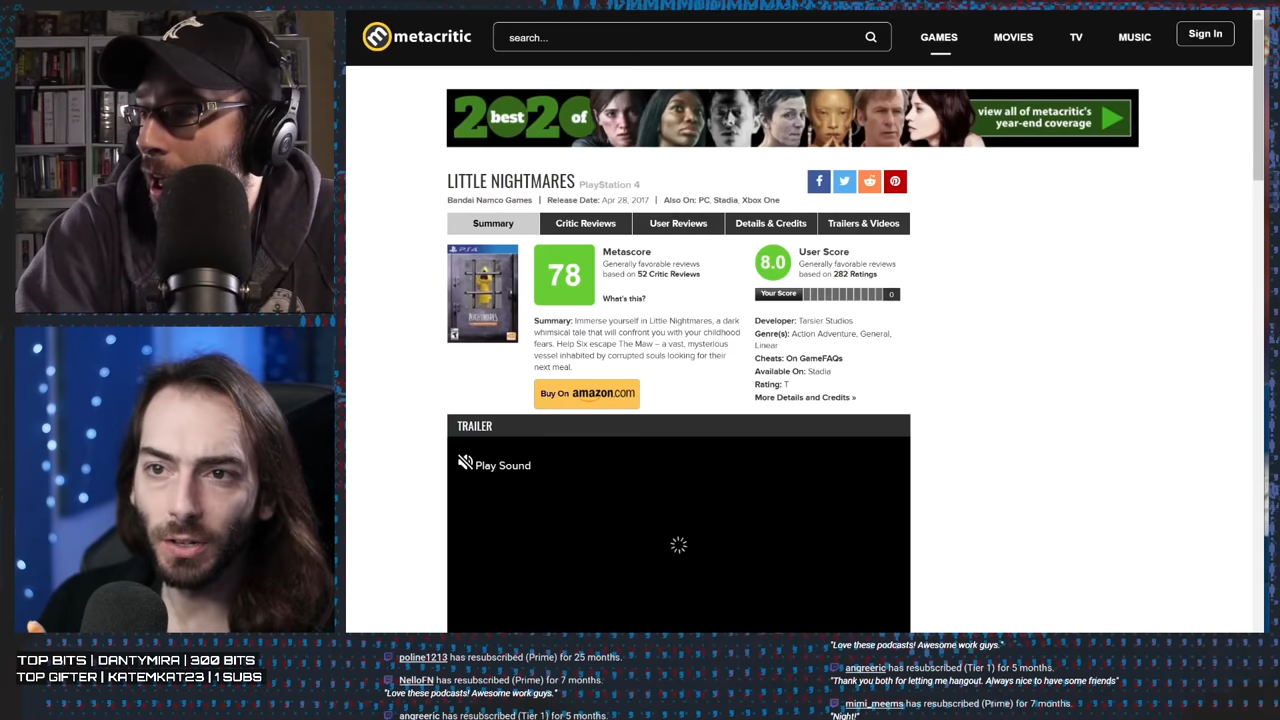 metacritic
search...
GAMES
MOVIES
TV
MUSIC
Sign In
2020 best of
view all of metacritic's
year-end coverage
LITTLE NIGHTMARES PlayStation 4
Bandai Namco Games | Release Date: Apr 28, 2017 | Also On: PC, Stadia, Xbox One
Summary
Critic Reviews
User Reviews
Details & Credits
Trailers & Videos
PS4
NIGHTMARES
78
Metascore
Generally favorable reviews
based on 52 Critic Reviews
What's this?
Summary: Immerse yourself in Little Nightmares, a dark
whimsical tale that will confront you with your childhood
fears. Help Six escape The Maw – a vast, mysterious
vessel inhabited by corrupted souls looking for their
next meal.
Buy On amazon.com
8.0
User Score
Generally favorable reviews
based on 282 Ratings
Your Score
0
Developer: Tarsier Studios
Genre(s): Action Adventure, General,
Linear
Cheats: On GameFAQs
Available On: Stadia
Rating: T
More Details and Credits »
TRAILER
Play Sound
TOP BITS | DANTYMIRA | 300 BITS
TOP GIFTER | KATEMKAT23 | 1 SUBS
poline1213 has resubscribed (Prime) for 25 months.
NelloFN has resubscribed (Prime) for 7 months.
"Love these podcasts! Awesome work guys."
angreeric has resubscribed (Tier 1) for 5 months.
"Love these podcasts! Awesome work guys."
angreeric has resubscribed (Tier 1) for 5 months.
"Thank you both for letting me hangout. Always nice to have some friends"
mimi_meems has resubscribed (Prime) for 7 months.
"Night!"